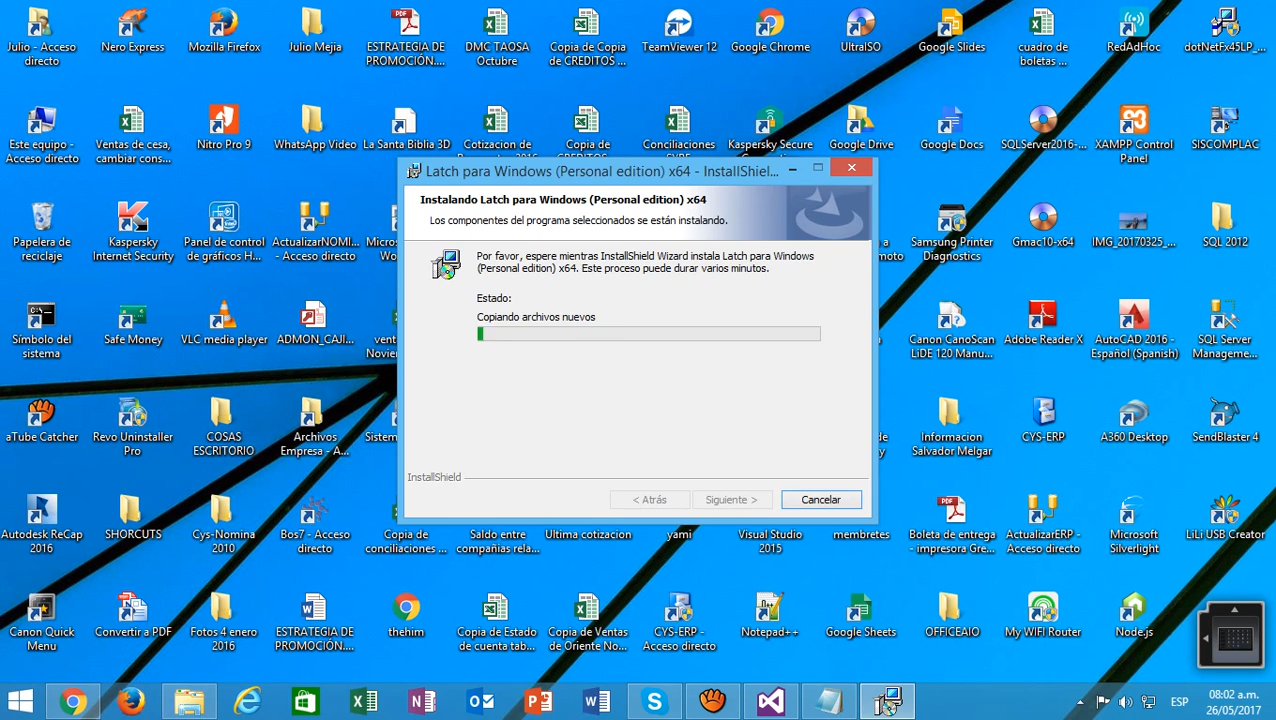 Julio - Acceso
directo
Nero Express
Mozilla Firefox
Julio Mejia
ESTRATEGIA DE
PROMOCIÓN....
DMC TAOSA
Octubre
Copia de Copia
de CREDITOS ...
TeamViewer 12
Google Chrome
UltraISO
Google Slides
cuadro de
boletas ...
RedAdHoc
dotNetFx45LP_...
Este equipo -
Acceso directo
Ventas de cesa,
cambiar cons...
Nitro Pro 9
WhatsApp Video
La Santa Biblia 3D
Cotizacion de
Copia de
Conciliaciones
Kaspersky Secure
Google Drive
Google Docs
SQLServer2016-...
XAMPP Control
Panel
SISCOMPLAC
Latch para Windows (Personal edition) x64 - InstallShiel...
Instalando Latch para Windows (Personal edition) x64
Los componentes del programa seleccionados se están instalando.
Por favor, espere mientras InstallShield Wizard instala Latch para Windows
(Personal edition) x64. Este proceso puede durar varios minutos.
Estado:
Copiando archivos nuevos
InstallShield
< Atrás
Siguiente >
Cancelar
Papelera de
reciclaje
Kaspersky
Internet Security
Panel de control
de gráficos H...
ActualizarNOMI...
- Acceso directo
Samsung Printer
Diagnostics
Gmac10-x64
IMG_20170325_...
SQL 2012
Símbolo del
sistema
Safe Money
VLC media player
ADMON_CAJI...
Canon CanoScan
LiDE 120 Manu...
Adobe Reader X
AutoCAD 2016 -
Español (Spanish)
SQL Server
Manageme...
aTube Catcher
Revo Uninstaller
Pro
COSAS
ESCRITORIO
Archivos
Empresa - A...
Informacion
Salvador Melgar
CYS-ERP
A360 Desktop
SendBlaster 4
Autodesk ReCap
2016
SHORCUTS
Cys-Nomina
2010
Bos7 - Acceso
directo
Copia de
conciliaciones ...
Saldo entre
compañias rela...
Ultima cotizacion
yami
Visual Studio
2015
membretes
Boleta de entrega
- impresora Gre...
ActualizarERP -
Acceso directo
Microsoft
Silverlight
LiLi USB Creator
Canon Quick
Menu
Convertir a PDF
Fotos 4 enero
2016
ESTRATEGIA DE
PROMOCIÓN....
thehim
Copia de Estado
de cuenta tab...
Copia de Ventas
de Oriente No...
CYS-ERP -
Acceso directo
Notepad++
Google Sheets
OFFICEAIO
My WIFI Router
Node.js
ESP
08:02 a.m.
26/05/2017